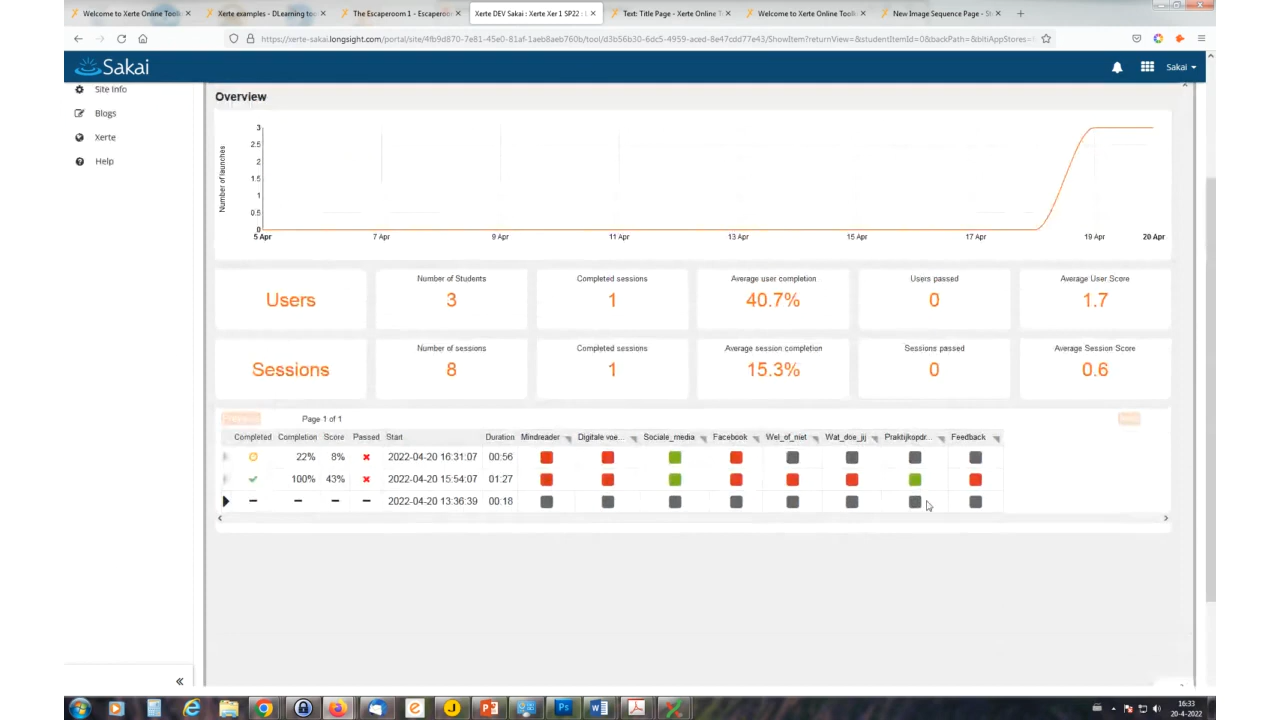 Welcome to Xerte Online Toolki
Xerte examples - DLearning too
The Escaperoom 1 - Escaperoo
Xerte DEV Sakai : Xerte Xer 1 SP22 : 
Text: Title Page - Xerte Online T
Welcome to Xerte Online Toolki
New Image Sequence Page - St
https://xerte-sakai.longsight.com/portal/site/4fb9d870-7e81-45e0-81af-1aeb8aeb760b/tool/d3b56b30-6dc5-4959-aced-8e47cdd77e43/ShowItem?returnView=&studentItemId=0&backPath=&bltiAppStores=
Sakai
Sakai
Site Info
Blogs
Xerte
Help
Overview
Number of launches
3
2.5
2
1.5
1
0.5
0
5 Apr 7 Apr 9 Apr 11 Apr 13 Apr 15 Apr 17 Apr 19 Apr 20 Apr
Number of Students Completed sessions Average user completion Users passed Average User Score
Users 3 1 40.7% 0 1.7
Number of sessions Completed sessions Average session completion Sessions passed Average Session Score
Sessions 8 1 15.3% 0 0.6
Page 1 of 1
Completed Completion Score Passed Start Duration Mindreader Digitale voe... Sociale_media Facebook Wel_of_niet Wat_doe_jij Praktijkopdr... Feedback
22% 8% 2022-04-20 16:31:07 00:56
100% 43% 2022-04-20 15:54:07 01:27
– – – – 2022-04-20 13:36:39 00:18
16:33
20-4-2022